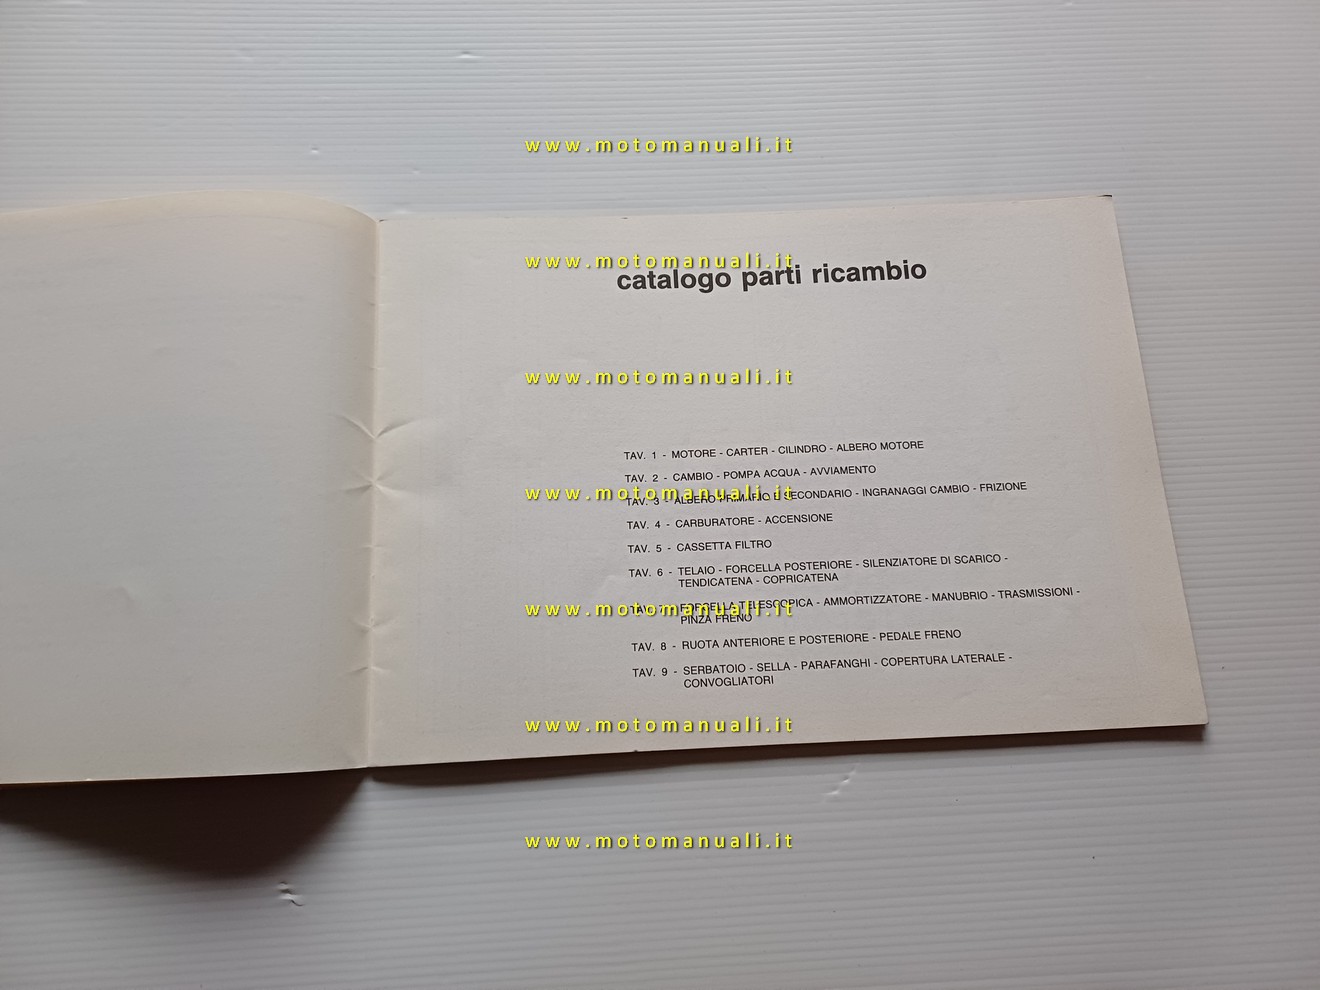 www.motomanuali.it
www.motomanuali.it
catalogo parti ricambio
www.motomanuali.it
TAV. 1 - MOTORE - CARTER - CILINDRO - ALBERO MOTORE
TAV. 2 - CAMBIO - POMPA ACQUA - AVVIAMENTO
www.motomanuali.it
TAV. 3 - ALBERO PRIMARIO E SECONDARIO - INGRANAGGI CAMBIO - FRIZIONE
TAV. 4 - CARBURATORE - ACCENSIONE
TAV. 5 - CASSETTA FILTRO
TAV. 6 - TELAIO - FORCELLA POSTERIORE - SILENZIATORE DI SCARICO -
TENDICATENA - COPRICATENA
www.motomanuali.it
TAV. 7 - FORCELLA TELESCOPICA - AMMORTIZZATORE - MANUBRIO - TRASMISSIONI -
PINZA FRENO
TAV. 8 - RUOTA ANTERIORE E POSTERIORE - PEDALE FRENO
TAV. 9 - SERBATOIO - SELLA - PARAFANGHI - COPERTURA LATERALE -
CONVOGLIATORI
www.motomanuali.it
www.motomanuali.it